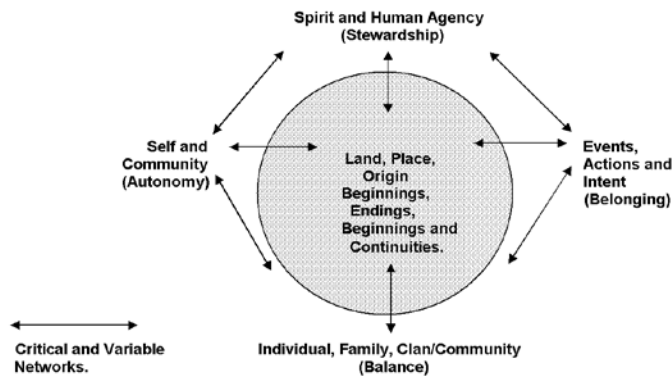 Spirit and Human Agency
(Stewardship)
Self and
Community
(Autonomy)
Land, Place,
Origin
Beginnings,
Endings,
Beginnings and
Continuities.
Events,
Actions and
Intent
(Belonging)
Critical and Variable
Networks.
Individual, Family, Clan/Community
(Balance)